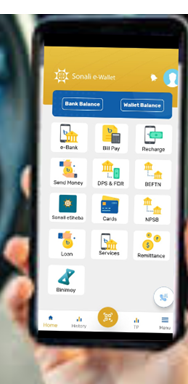 Sonali e-Wallet
Bank Balance Wallet Balance
e-Bank Bill Pay Recharge
Send Money DPS & FDR BEFTN
Sonali eSheba Cards NPSB
Loan Services Remittance
Binimoy
Home History TP Menu